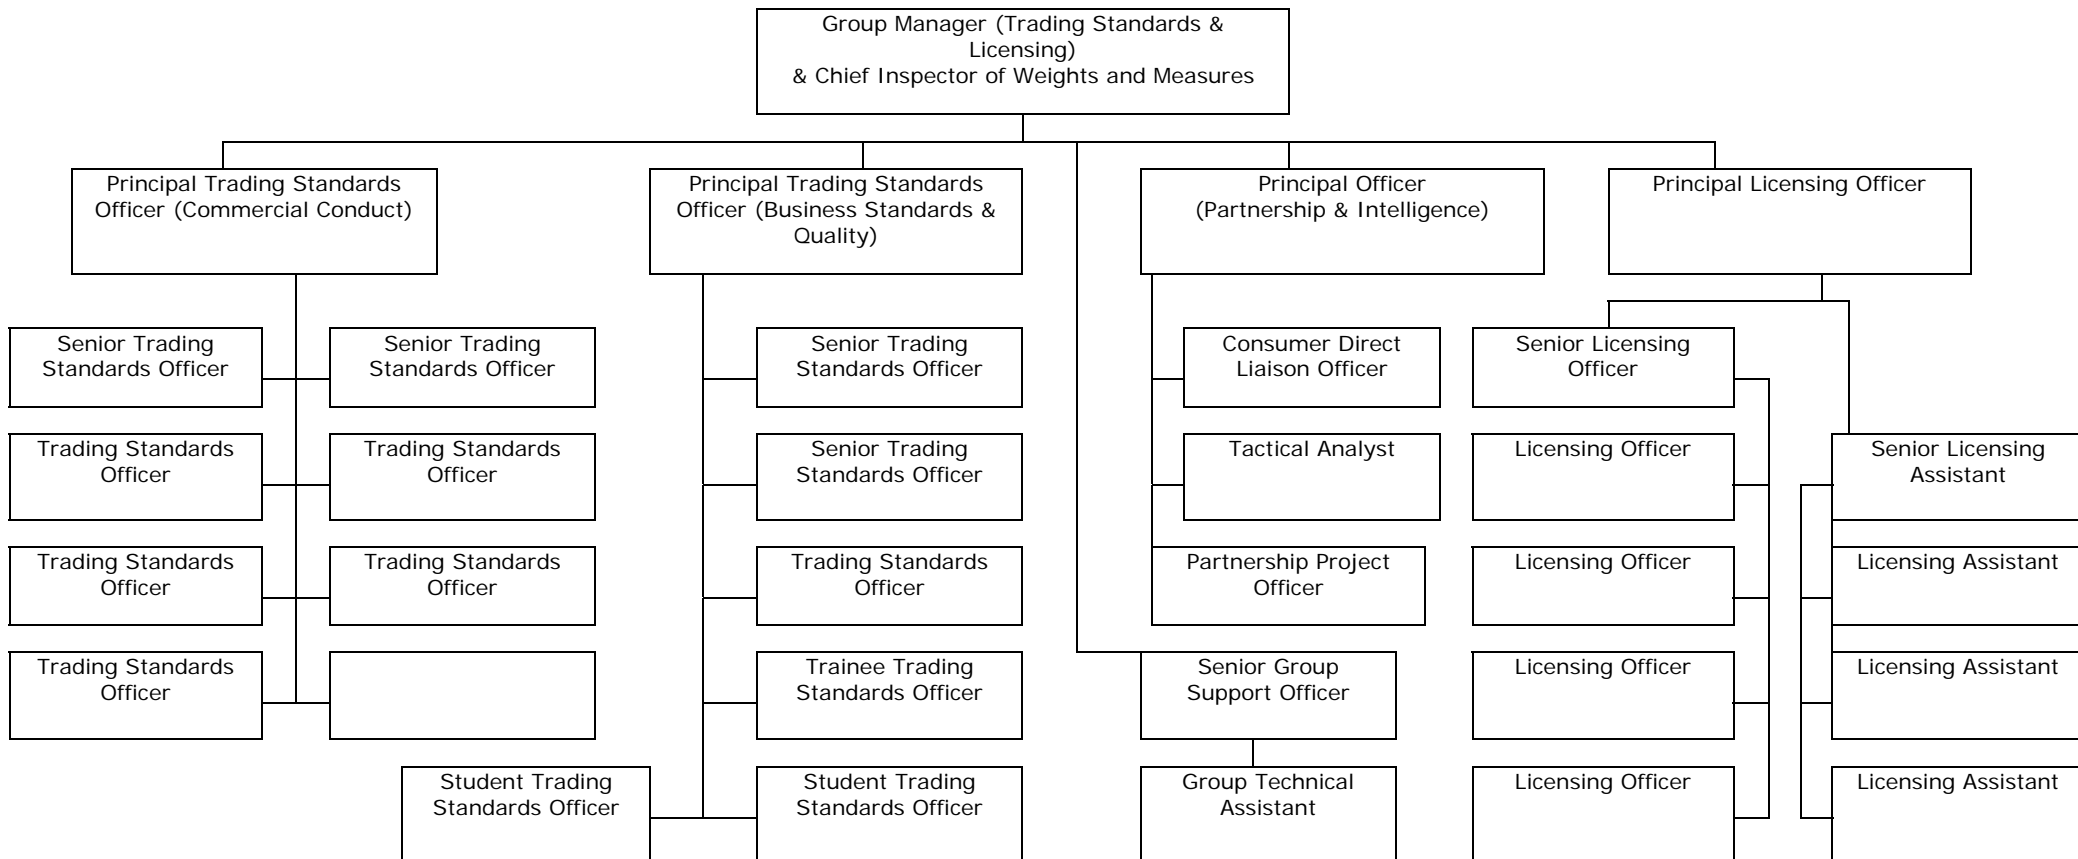 Group Manager (Trading Standards &
Licensing)
& Chief Inspector of Weights and Measures
Principal Trading Standards
Officer (Commercial Conduct)
Principal Trading Standards
Officer (Business Standards &
Quality)
Principal Officer
(Partnership & Intelligence)
Principal Licensing Officer
Senior Trading
Standards Officer
Senior Trading
Standards Officer
Senior Trading
Standards Officer
Consumer Direct
Liaison Officer
Senior Licensing
Officer
Trading Standards
Officer
Trading Standards
Officer
Senior Trading
Standards Officer
Tactical Analyst
Licensing Officer
Senior Licensing
Assistant
Trading Standards
Officer
Trading Standards
Officer
Trading Standards
Officer
Partnership Project
Officer
Licensing Officer
Licensing Assistant
Trading Standards
Officer
Trainee Trading
Standards Officer
Senior Group
Support Officer
Licensing Officer
Licensing Assistant
Student Trading
Standards Officer
Student Trading
Standards Officer
Group Technical
Assistant
Licensing Officer
Licensing Assistant